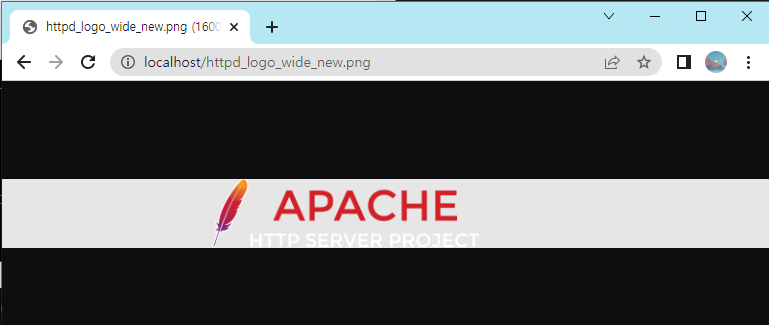 httpd_logo_wide_new.png (1600
localhost/httpd_logo_wide_new.png
APACHE
HTTP SERVER PROJECT